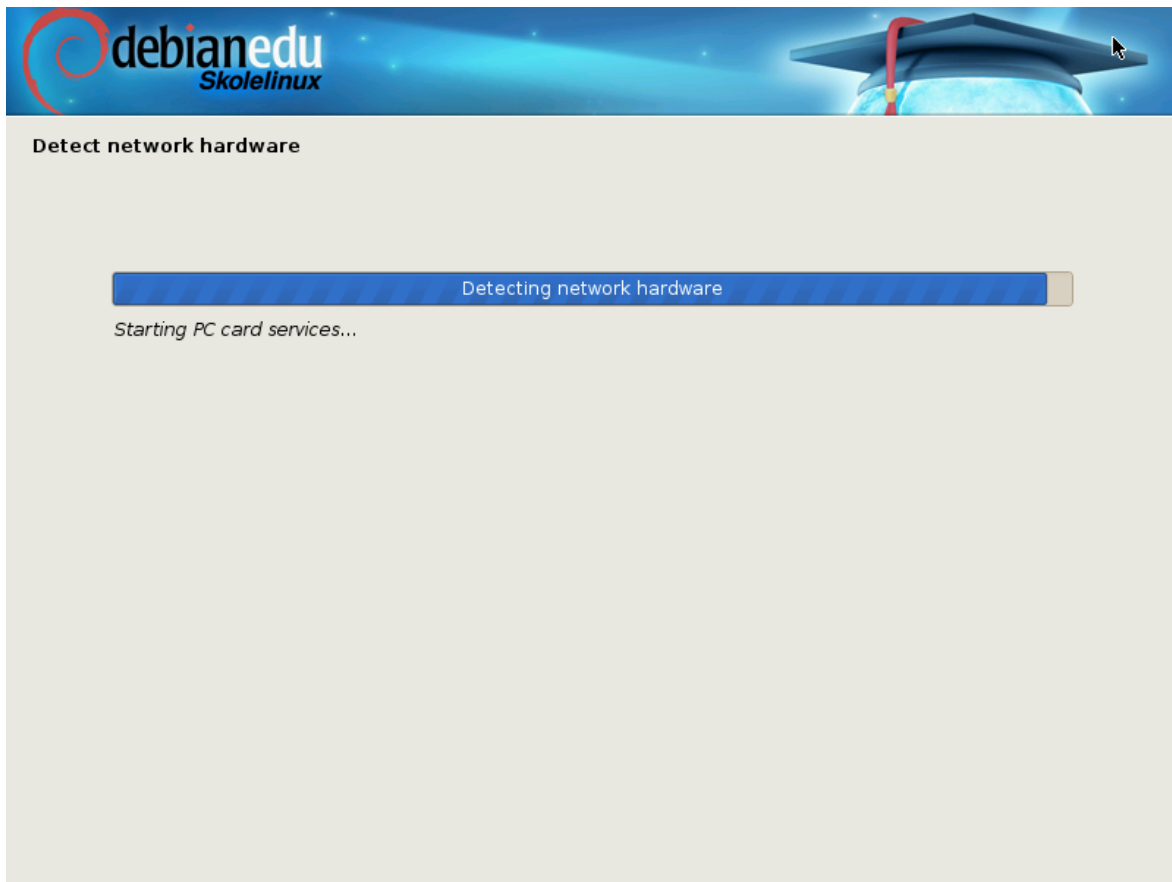 debianedu
Skolelinux
Detect network hardware
Detecting network hardware
Starting PC card services...